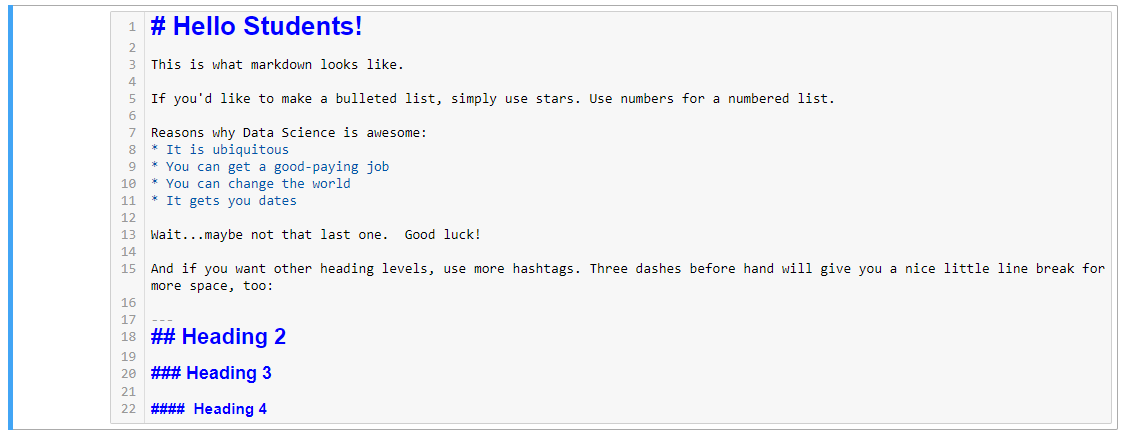 1 # Hello Students!
2
3 This is what markdown looks like.
4
5 If you'd like to make a bulleted list, simply use stars. Use numbers for a numbered list.
6
7 Reasons why Data Science is awesome:
8 * It is ubiquitous
9 * You can get a good-paying job
10 * You can change the world
11 * It gets you dates
12
13 Wait...maybe not that last one.  Good luck!
14
15 And if you want other heading levels, use more hashtags. Three dashes before hand will give you a nice little line break for
more space, too:
16
17 ---
18 ## Heading 2
19
20 ### Heading 3
21
22 ####  Heading 4